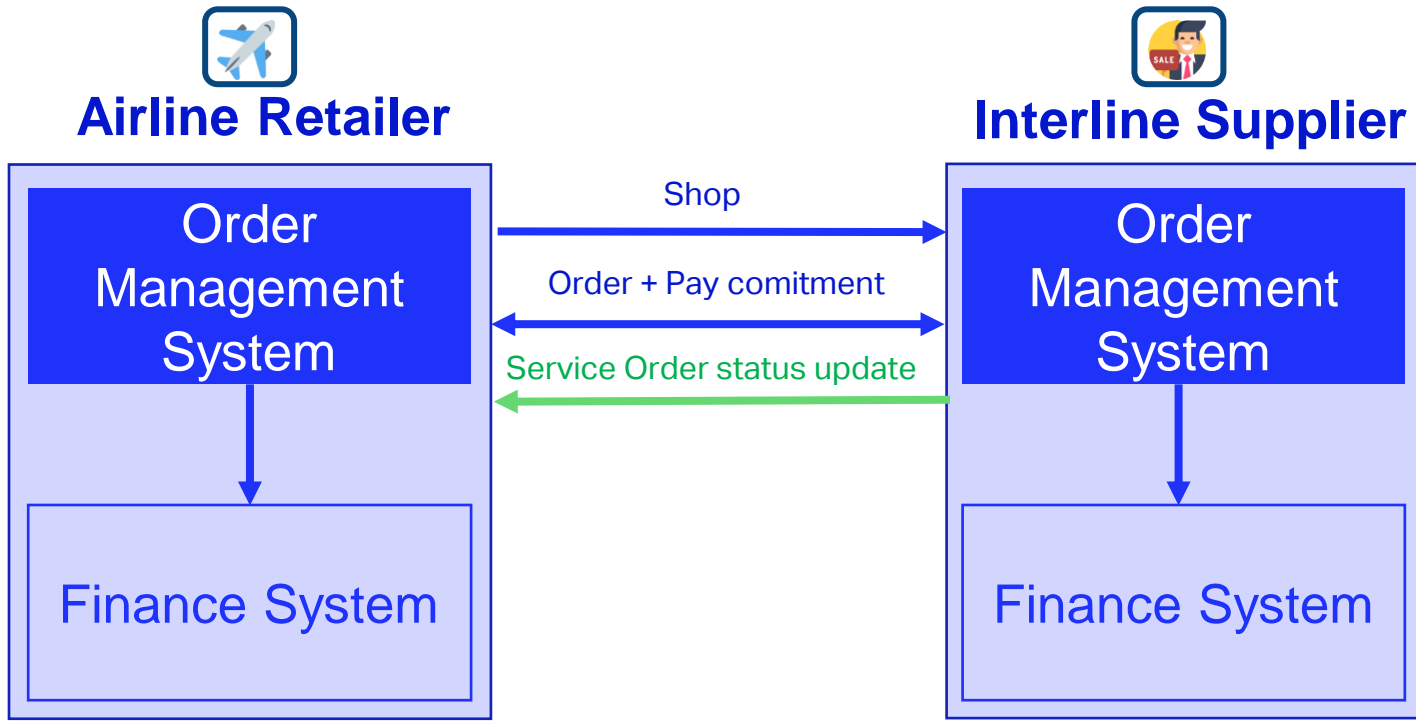 SALE
Airline Retailer
Interline Supplier
Order
Management
System
Shop
Order + Pay comitment
Service Order status update
Order
Management
System
Finance System
Finance System